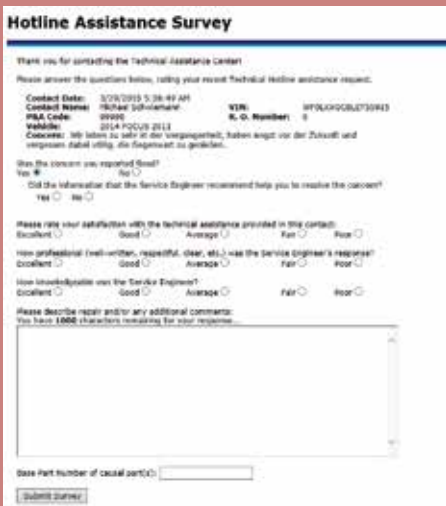 Hotline Assistance Survey
Thank you for contacting the Technical Assistance Center!
Please answer the questions below, rating your recent Technical Hotline assistance request.
Contact Date: 5:36:49 AM
Contact Name: Michael VIN:
P&A Code: 00000 R. O. Number: 0
Vehicle: 2014 FOCUS 2011
Concern: Wir leben zu sehr in der Vergangenheit, haben angst vor der Zukunft und
vergessen dabei völlig, die Gegenwart zu genießen.
Was the concern you reported fixed?
Yes No
Did the information that the Service Engineer recommend help you to resolve the concern?
Yes No
Please rate your satisfaction with the technical assistance provided in this contact:
Excellent Good Average Fair Poor
How professional (well-written, respectful, clear, etc.) was the Service Engineer's response?
Excellent Good Average Fair Poor
How knowledgeable was the Service Engineer?
Excellent Good Average Fair Poor
Please describe repair and/or any additional comments:
You have 1000 characters remaining for your response...
Base Part Number of causal part(s):
Submit Survey